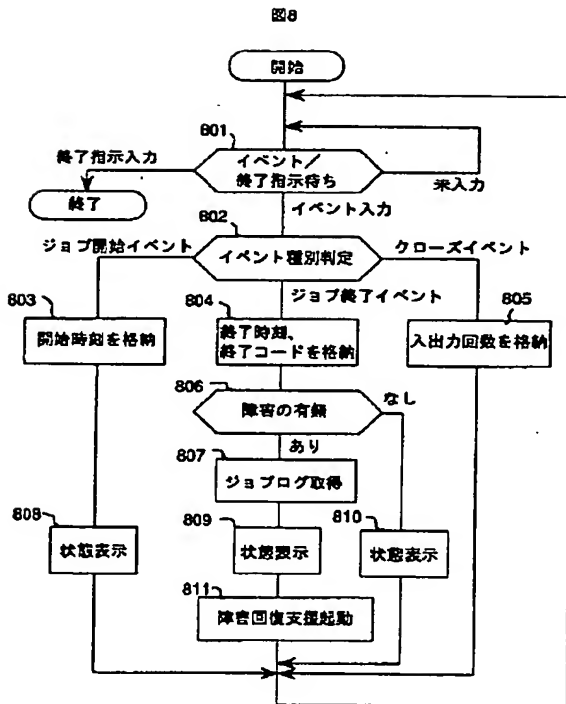 図8
開始
801
イベント／
終了指示待ち
終了指示入力
未入力
終了
イベント入力
802
イベント種別判定
ジョブ開始イベント
クローズイベント
ジョブ終了イベント
803
開始時刻を格納
804
終了時刻、
終了コードを格納
805
入出力回数を格納
806
障害の有無
なし
あり
807
ジョブログ取得
808
状態表示
809
状態表示
810
状態表示
811
障害回復支援起動